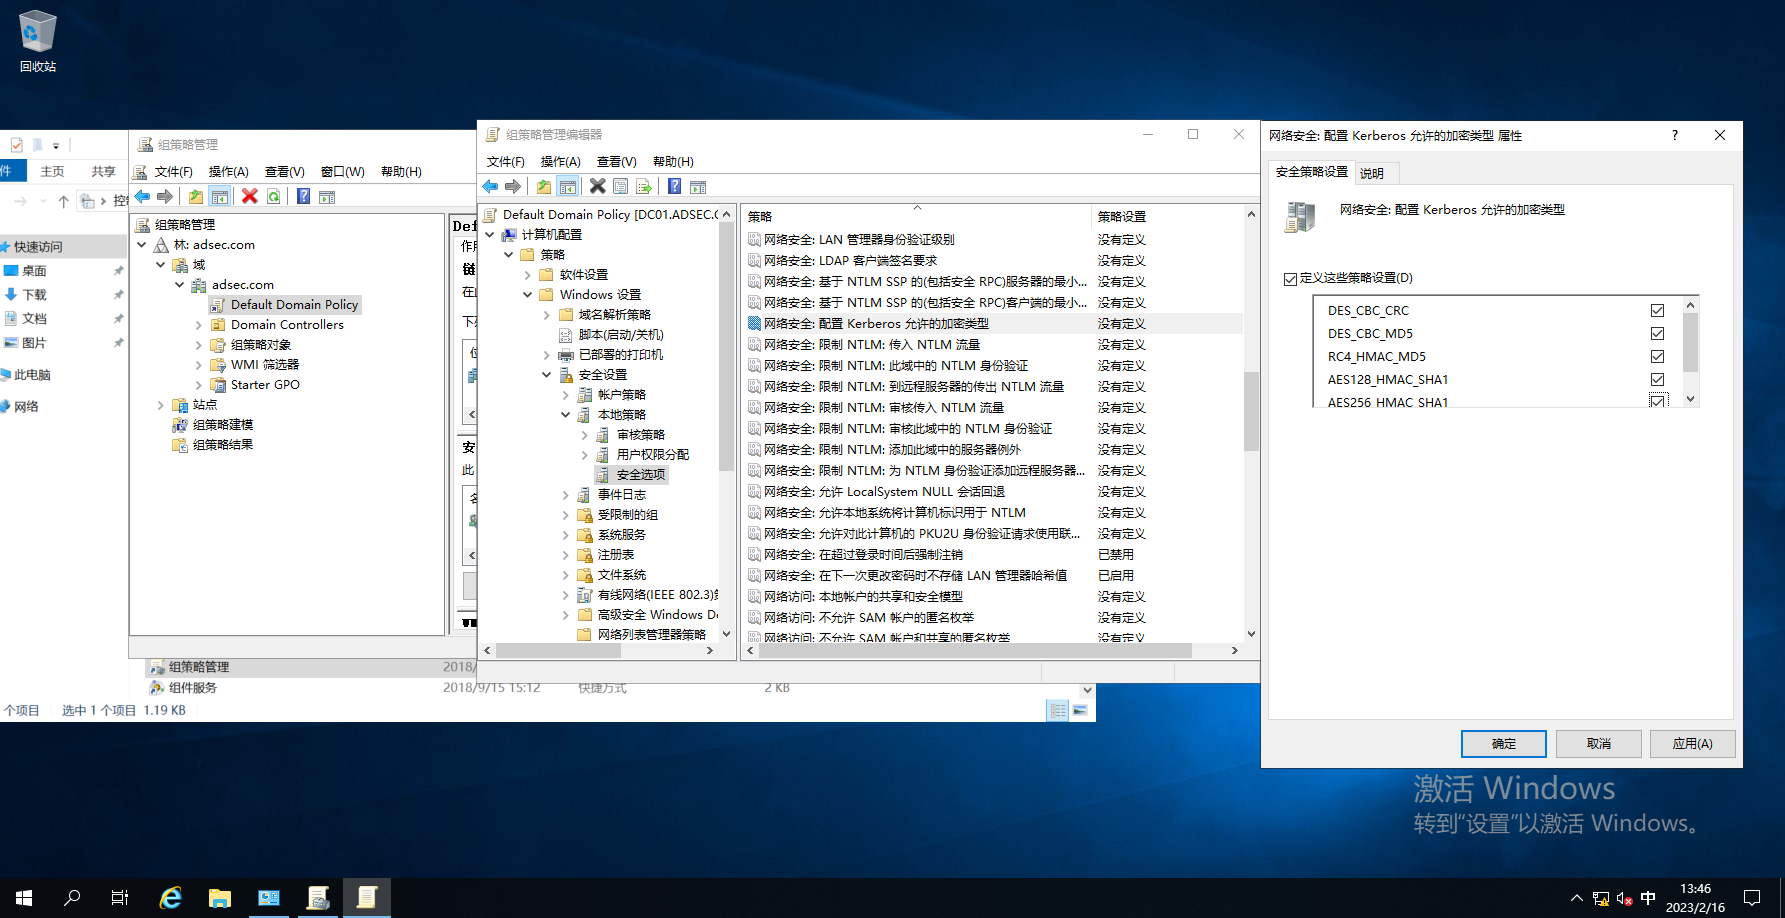 回收站
主页
共享
快速访问
桌面
下载
文档
图片
此电脑
网络
组策略管理
文件(F)
操作(A)
查看(V)
窗口(W)
帮助(H)
组策略管理
林: adsec.com
域
adsec.com
Default Domain Policy
Domain Controllers
组策略对象
WMI 筛选器
Starter GPO
站点
组策略建模
组策略结果
组策略管理
2018/
组件服务
2018/9/15 15:12
快捷方式
2 KB
个项目
选中 1 个项目 1.19 KB
组策略管理编辑器
文件(F)
操作(A)
查看(V)
帮助(H)
Default Domain Policy [DC01.ADSEC.C
计算机配置
策略
软件设置
Windows 设置
域名解析策略
脚本(启动/关机)
已部署的打印机
安全设置
帐户策略
本地策略
审核策略
用户权限分配
安全选项
事件日志
受限制的组
系统服务
注册表
文件系统
有线网络(IEEE 802.3)策
高级安全 Windows De
网络列表管理器策略
策略 策略设置
网络安全: LAN 管理器身份验证级别 没有定义
网络安全: LDAP 客户端签名要求 没有定义
网络安全: 基于 NTLM SSP 的(包括安全 RPC)服务器的最小... 没有定义
网络安全: 基于 NTLM SSP 的(包括安全 RPC)客户端的最小... 没有定义
网络安全: 配置 Kerberos 允许的加密类型 没有定义
网络安全: 限制 NTLM: 传入 NTLM 流量 没有定义
网络安全: 限制 NTLM: 此域中的 NTLM 身份验证 没有定义
网络安全: 限制 NTLM: 到远程服务器的传出 NTLM 流量 没有定义
网络安全: 限制 NTLM: 审核传入 NTLM 流量 没有定义
网络安全: 限制 NTLM: 审核此域中的 NTLM 身份验证 没有定义
网络安全: 限制 NTLM: 添加此域中的服务器例外 没有定义
网络安全: 限制 NTLM: 为 NTLM 身份验证添加远程服务器... 没有定义
网络安全: 允许 LocalSystem NULL 会话回退 没有定义
网络安全: 允许本地系统将计算机标识用于 NTLM 没有定义
网络安全: 允许对此计算机的 PKU2U 身份验证请求使用联... 没有定义
网络安全: 在超过登录时间后强制注销 已禁用
网络安全: 在下一次更改密码时不存储 LAN 管理器哈希值 已启用
网络访问: 本地帐户的共享和安全模型 没有定义
网络访问: 不允许 SAM 帐户的匿名枚举 没有定义
网络访问: 不允许 SAM 帐户和共享的匿名枚举 没有定义
网络安全: 配置 Kerberos 允许的加密类型 属性
安全策略设置
说明
网络安全: 配置 Kerberos 允许的加密类型
定义这些策略设置(D)
DES_CBC_CRC
DES_CBC_MD5
RC4_HMAC_MD5
AES128_HMAC_SHA1
AES256_HMAC_SHA1
确定
取消
应用(A)
激活 Windows
转到“设置”以激活 Windows。
中
13:46
2023/2/16